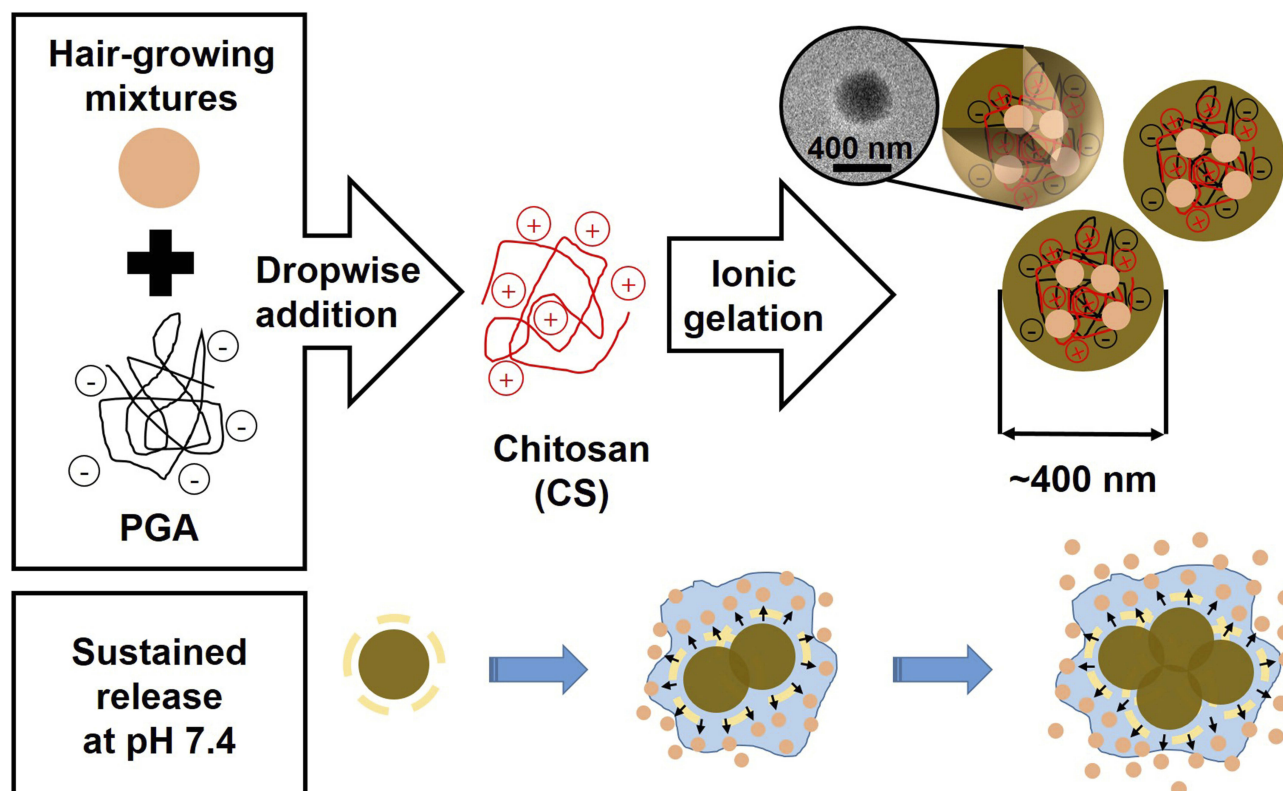 Hair-growing
mixtures
PGA
Dropwise
addition
Chitosan
(CS)
Ionic
gelation
400 nm
~400 nm
Sustained
release
at pH 7.4